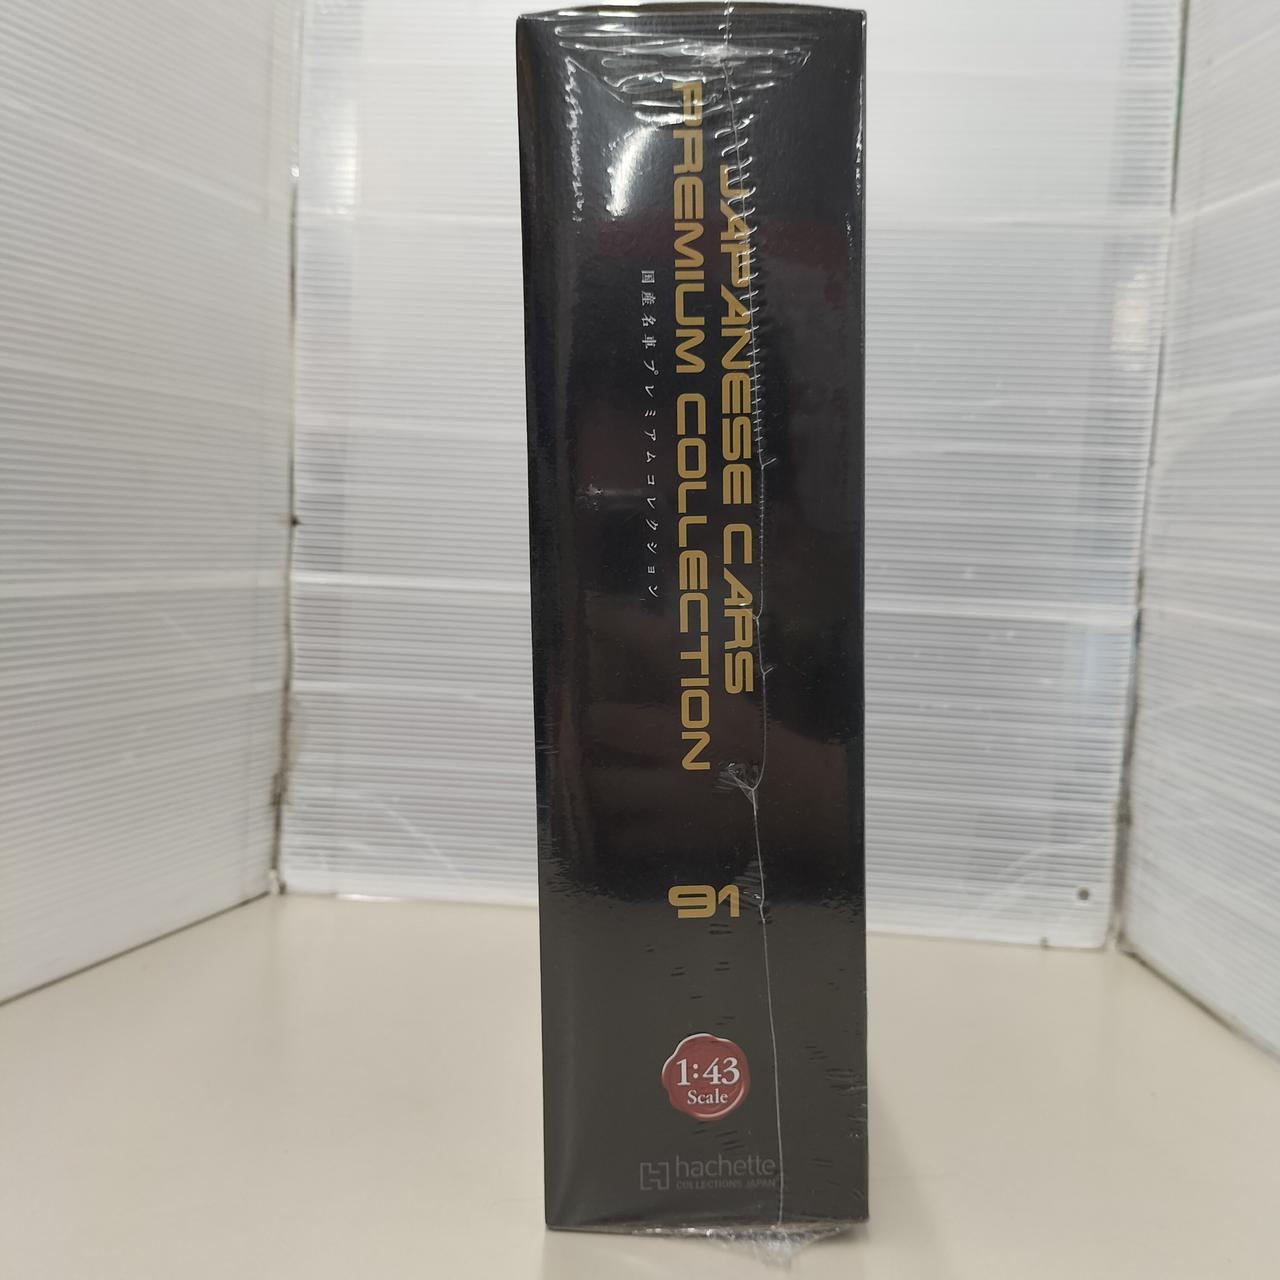 JAPANESE CARS
PREMIUM COLLECTION
国産名車プレミアムコレクション
91
1:43
Scale
hachette
COLLECTIONS JAPAN